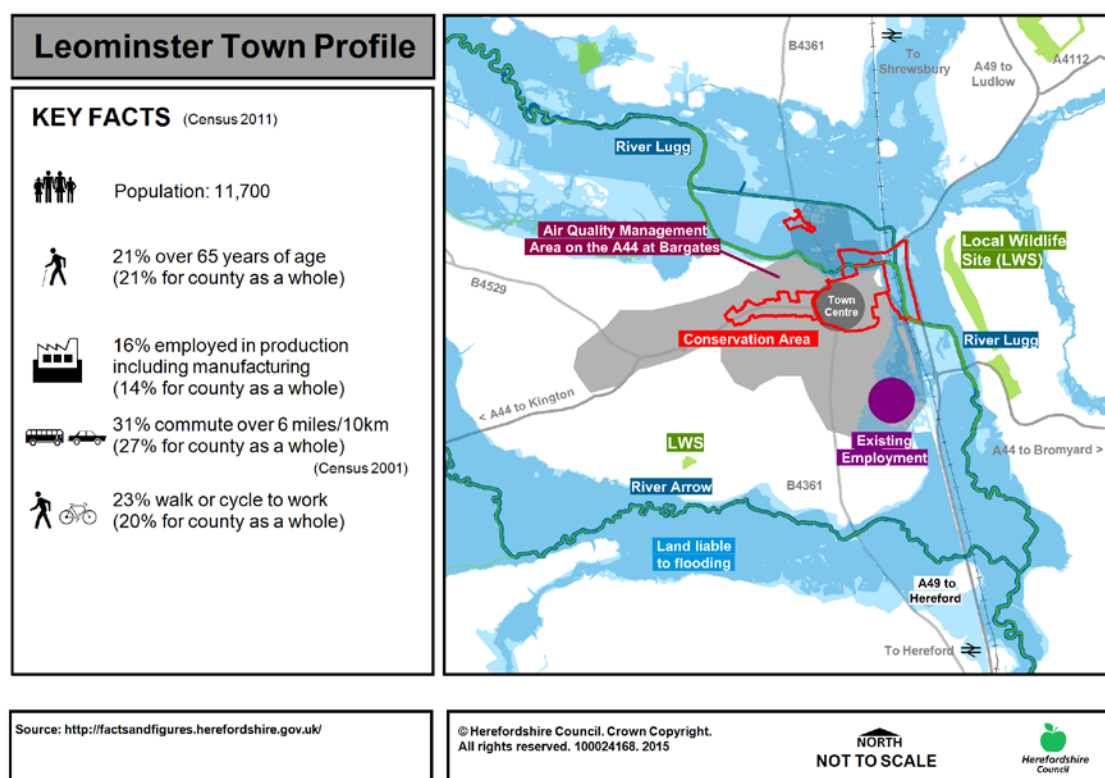 Leominster Town Profile
KEY FACTS (Census 2011)
Population: 11,700
21% over 65 years of age
(21% for county as a whole)
16% employed in production
including manufacturing
(14% for county as a whole)
31% commute over 6 miles/10km
(27% for county as a whole)
(Census 2001)
23% walk or cycle to work
(20% for county as a whole)
B4361
To
Shrewsbury
A49 to
Ludlow
A4112
River Lugg
Air Quality Management
Area on the A44 at Bargates
Local Wildlife
Site (LWS)
B4529
Town
Centre
Conservation Area
River Lugg
< A44 to Kington
Existing
Employment
A44 to Bromyard >
LWS
River Arrow
B4361
Land liable
to flooding
A49 to
Hereford
To Hereford
Source: http://factsandfigures.herefordshire.gov.uk/
© Herefordshire Council. Crown Copyright.
All rights reserved. 100024168. 2015
NORTH
NOT TO SCALE
Herefordshire
Council